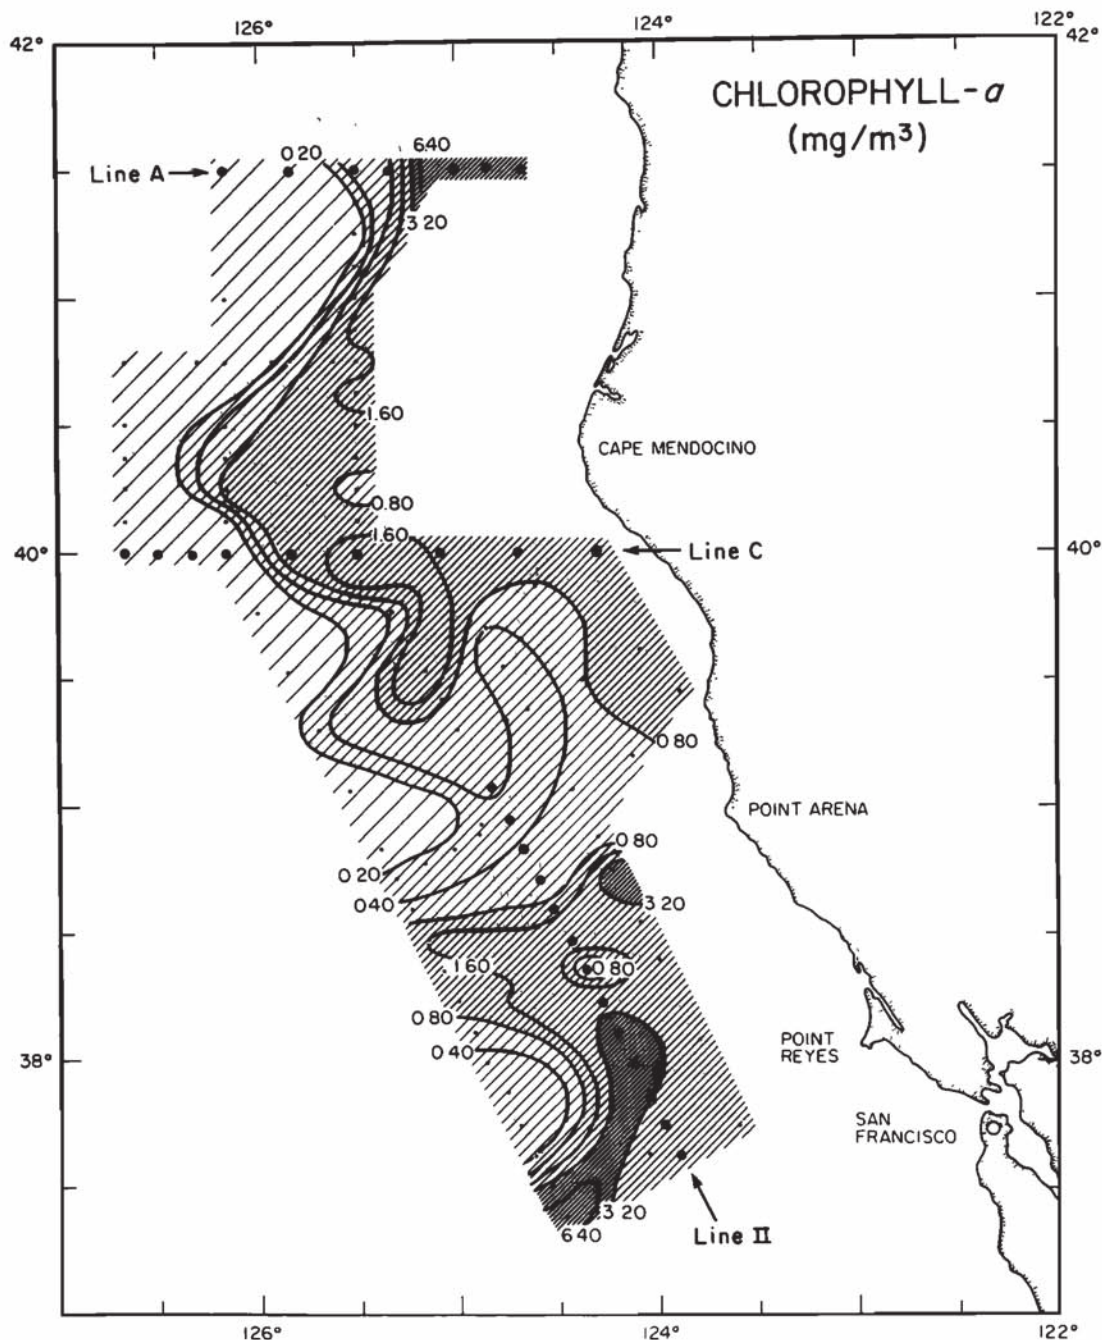 126°
124°
122°
42°
42°
CHLOROPHYLL-a
(mg/m³)
0 20
6.40
Line A
3 20
1.60
CAPE MENDOCINO
0.80
1.60
40°
Line C
40°
0 80
POINT ARENA
0 80
0 20
0 40
3 20
1.60
0 80
0 80
0 40
POINT
REYES
38°
38°
SAN
FRANCISCO
3 20
6 40
Line II
126°
124°
122°